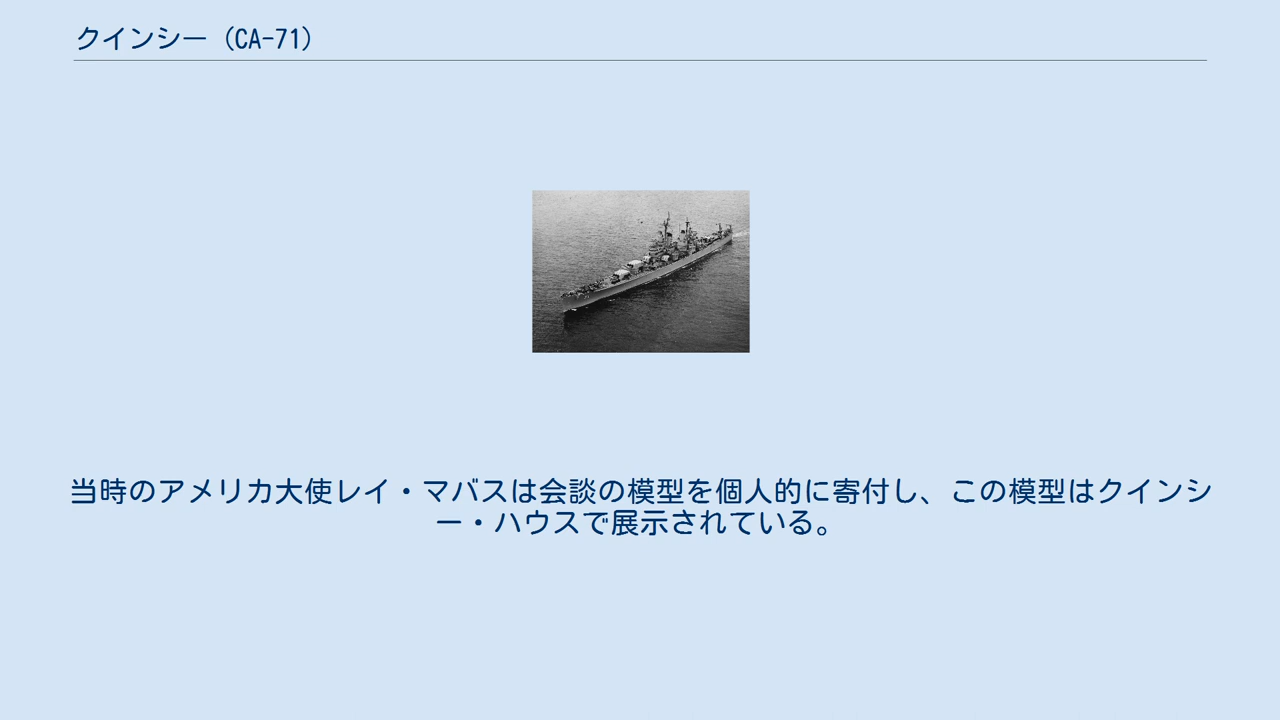 クインシー（CA-71）
当時のアメリカ大使レイ・マバスは会談の模型を個人的に寄付し、この模型はクインシ
ー・ハウスで展示されている。